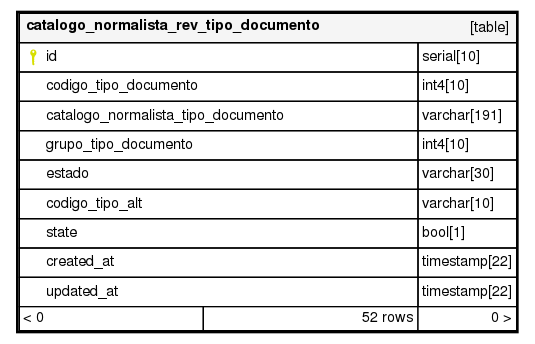 catalogo_normalista_rev_tipo_documento [table]
id serial[10]
codigo_tipo_documento int4[10]
catalogo_normalista_tipo_documento varchar[191]
grupo_tipo_documento int4[10]
estado varchar[30]
codigo_tipo_alt varchar[10]
state bool[1]
created_at timestamp[22]
updated_at timestamp[22]
< 0 52 rows 0 >